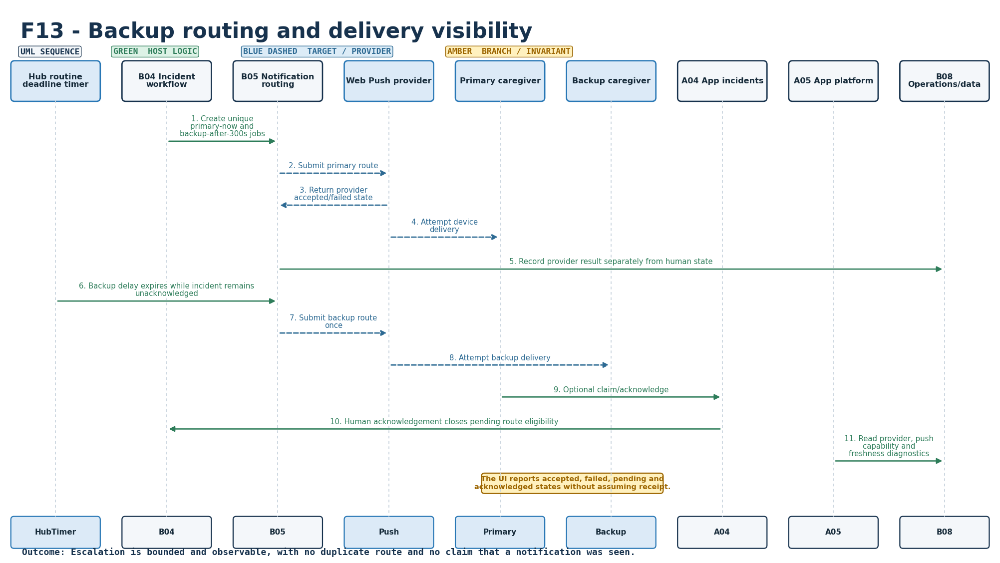 F13 - Backup routing and delivery visibility
UML SEQUENCE
GREEN  HOST LOGIC
BLUE DASHED  TARGET / PROVIDER
AMBER  BRANCH / INVARIANT
Hub routine
deadline timer
B04 Incident
workflow
B05 Notification
routing
Web Push provider
Primary caregiver
Backup caregiver
A04 App incidents
A05 App platform
B08
Operations/data
1. Create unique
primary-now and
backup-after-300s jobs
2. Submit primary route
3. Return provider
accepted/failed state
4. Attempt device
delivery
5. Record provider result separately from human state
6. Backup delay expires while incident remains
unacknowledged
7. Submit backup route
once
8. Attempt backup delivery
9. Optional claim/acknowledge
10. Human acknowledgement closes pending route eligibility
11. Read provider, push
capability and
freshness diagnostics
The UI reports accepted, failed, pending and
acknowledged states without assuming receipt.
HubTimer
B04
B05
Push
Primary
Backup
A04
A05
B08
Outcome: Escalation is bounded and observable, with no duplicate route and no claim that a notification was seen.